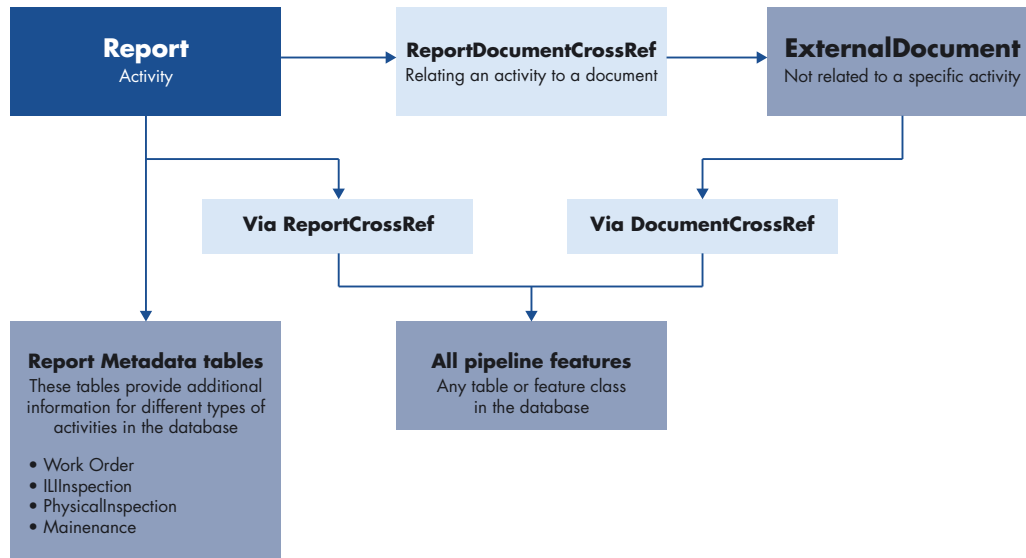 Report
Activity
ReportDocumentCrossRef
Relating an activity to a document
ExternalDocument
Not related to a specific activity
Via ReportCrossRef
Via DocumentCrossRef
Report Metadata tables
These tables provide additional
information for different types of
activities in the database
• Work Order
• ILIInspection
• PhysicalInspection
• Mainenance
All pipeline features
Any table or feature class
in the database